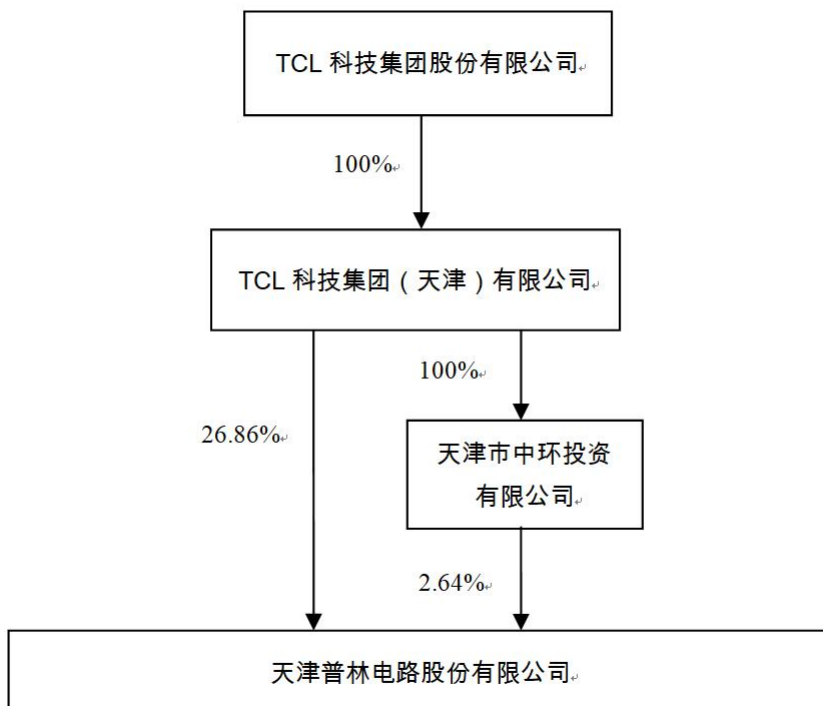 TCL 科技集团股份有限公司
100%
TCL 科技集团（天津）有限公司
100%
26.86%
天津市中环投资
有限公司
2.64%
天津普林电路股份有限公司